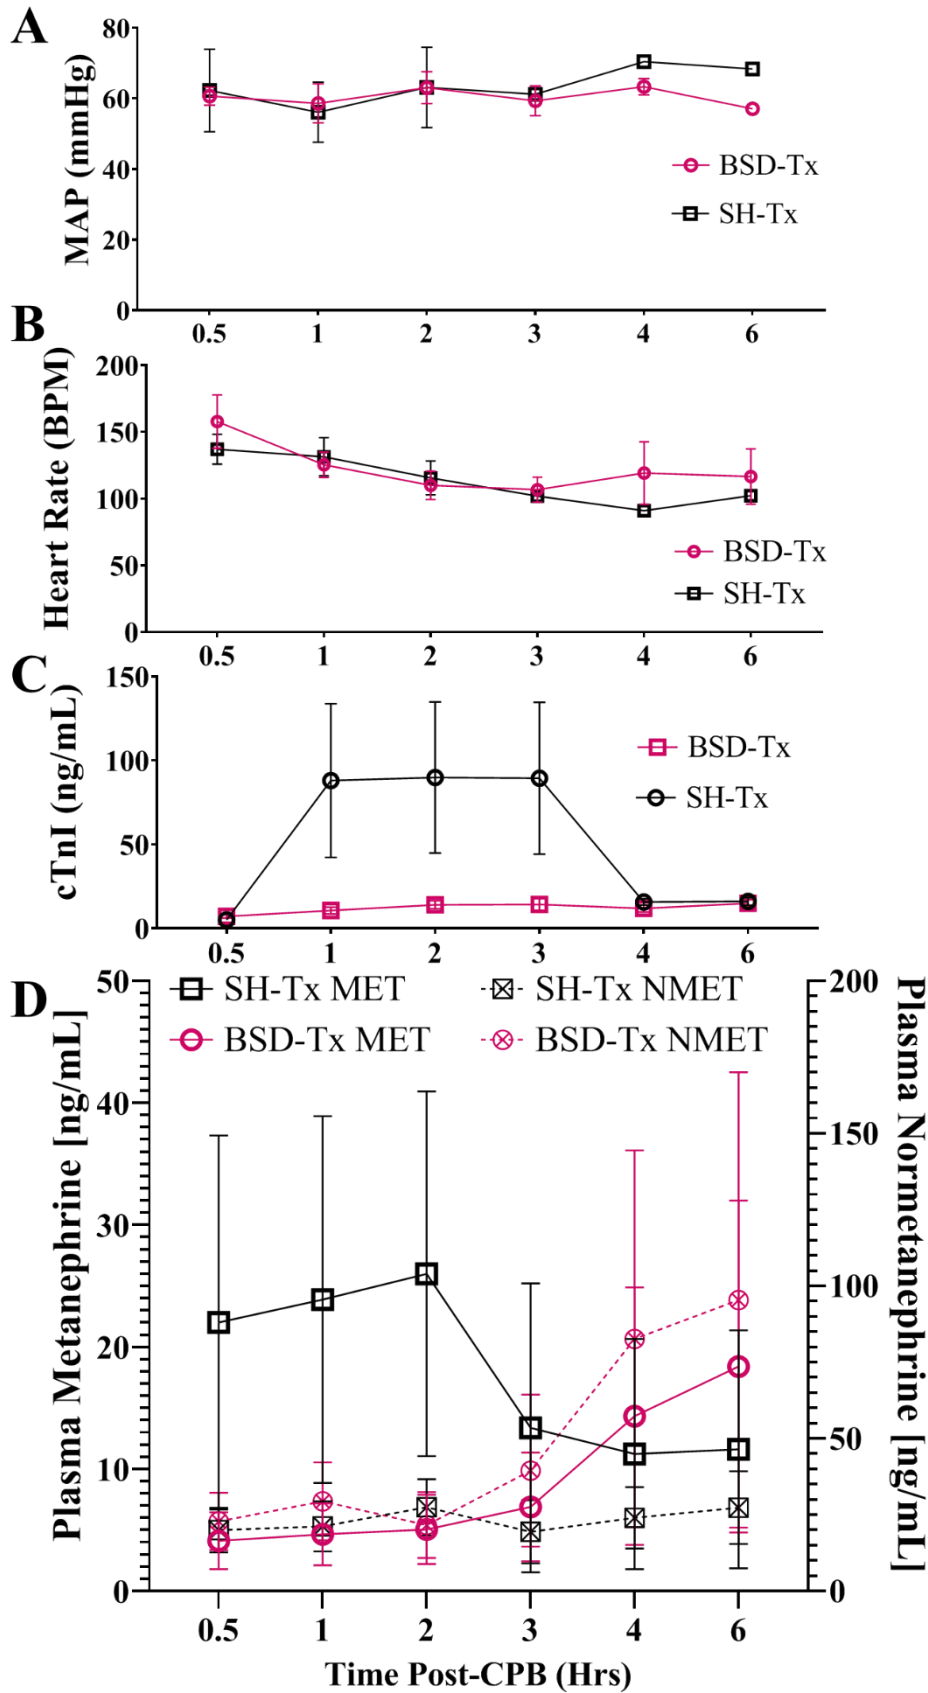 A
MAP (mmHg)
80
60
40
20
0
BSD-Tx
SH-Tx
0.5 1 2 3 4 6
B
Heart Rate (BPM)
200
150
100
50
0
BSD-Tx
SH-Tx
0.5 1 2 3 4 6
C
cTnI (ng/mL)
150
100
50
0
BSD-Tx
SH-Tx
0.5 1 2 3 4 6
D
Plasma Metanephrine [ng/mL]
50
40
30
20
10
0
SH-Tx MET SH-Tx NMET
BSD-Tx MET BSD-Tx NMET
200
150
100
50
0
Plasma Normetanephrine [ng/mL]
0.5 1 2 3 4 6
Time Post-CPB (Hrs)